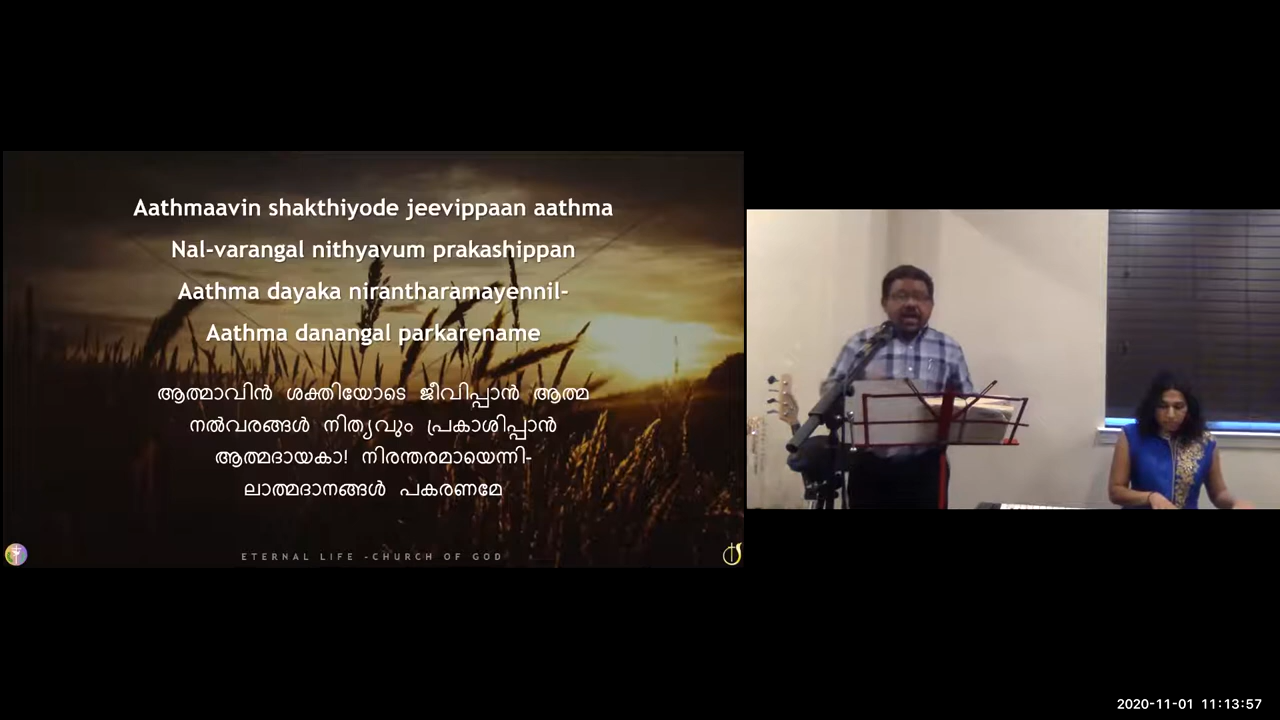 Aathmaavin shakthiyode jeevippaan aathma
Nal-varangal nithyavum prakashippan
Aathma dayaka nirantharamayennil-
Aathma danangal parkarename
ആത്മാവിൻ ശക്തിയോടെ ജീവിപ്പാൻ ആത്മ
നൽവരങ്ങൾ നിത്യവും പ്രകാശിപ്പാൻ
ആത്മദായകാ! നിരന്തരമായെന്നി-
ലാത്മദാനങ്ങൾ പകരണമേ
ETERNAL LIFE -CHURCH OF GOD
2020-11-01 11:13:57